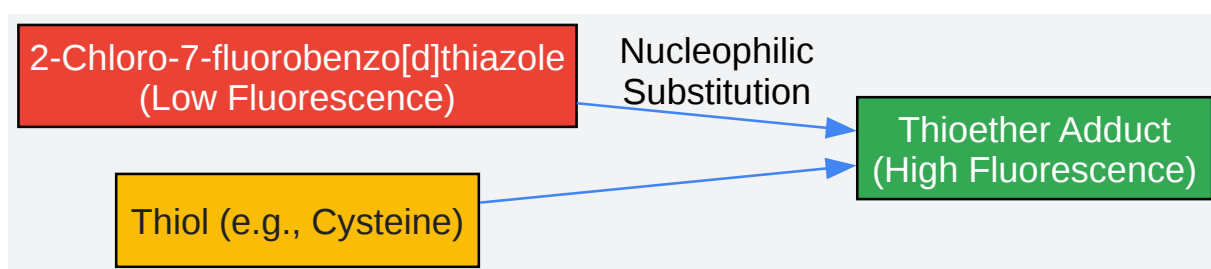 2-Chloro-7-fluorobenzo[d]thiazole
(Low Fluorescence)
Nucleophilic
Substitution
Thiol (e.g., Cysteine)
Thioether Adduct
(High Fluorescence)